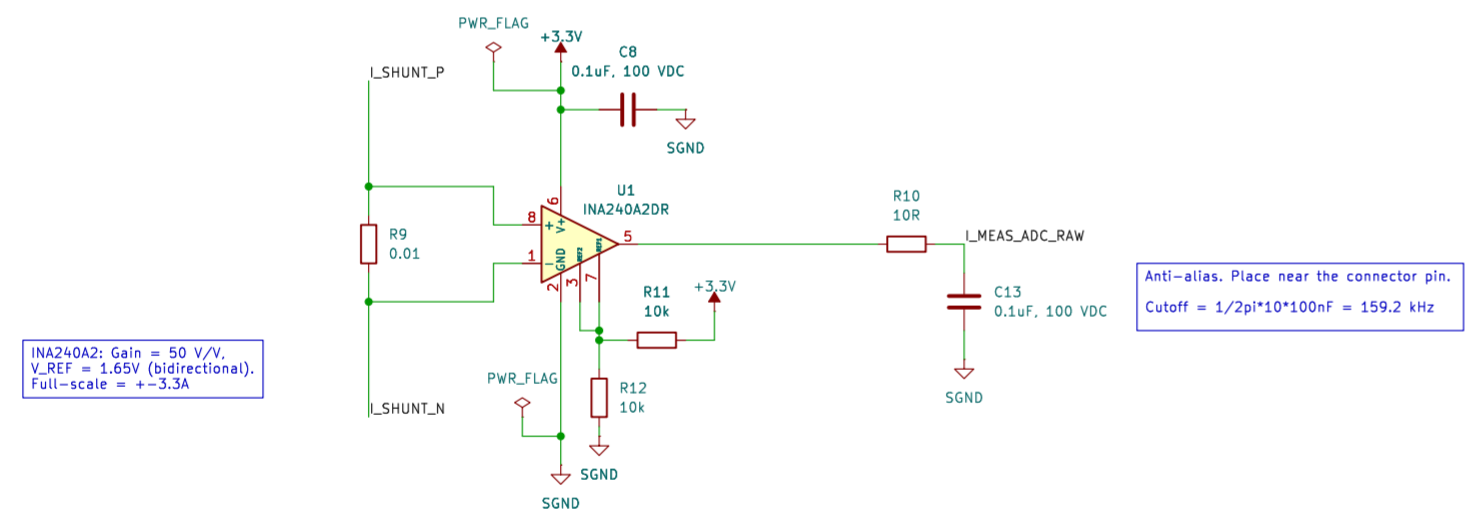 PWR_FLAG
+3.3V
C8
0.1uF, 100 VDC
I_SHUNT_P
SGND
U1
INA240A2DR
6
8
+
V+
R9
0.01
1
-
GND
REF2
REF1
5
2
3
7
R10
10R
I_MEAS_ADC_RAW
R11
10k
+3.3V
C13
0.1uF, 100 VDC
Anti-alias. Place near the connector pin.
Cutoff = 1/2pi*10*100nF = 159.2 kHz
INA240A2: Gain = 50 V/V,
V_REF = 1.65V (bidirectional).
Full-scale = +-3.3A
PWR_FLAG
R12
10k
I_SHUNT_N
SGND
SGND
SGND